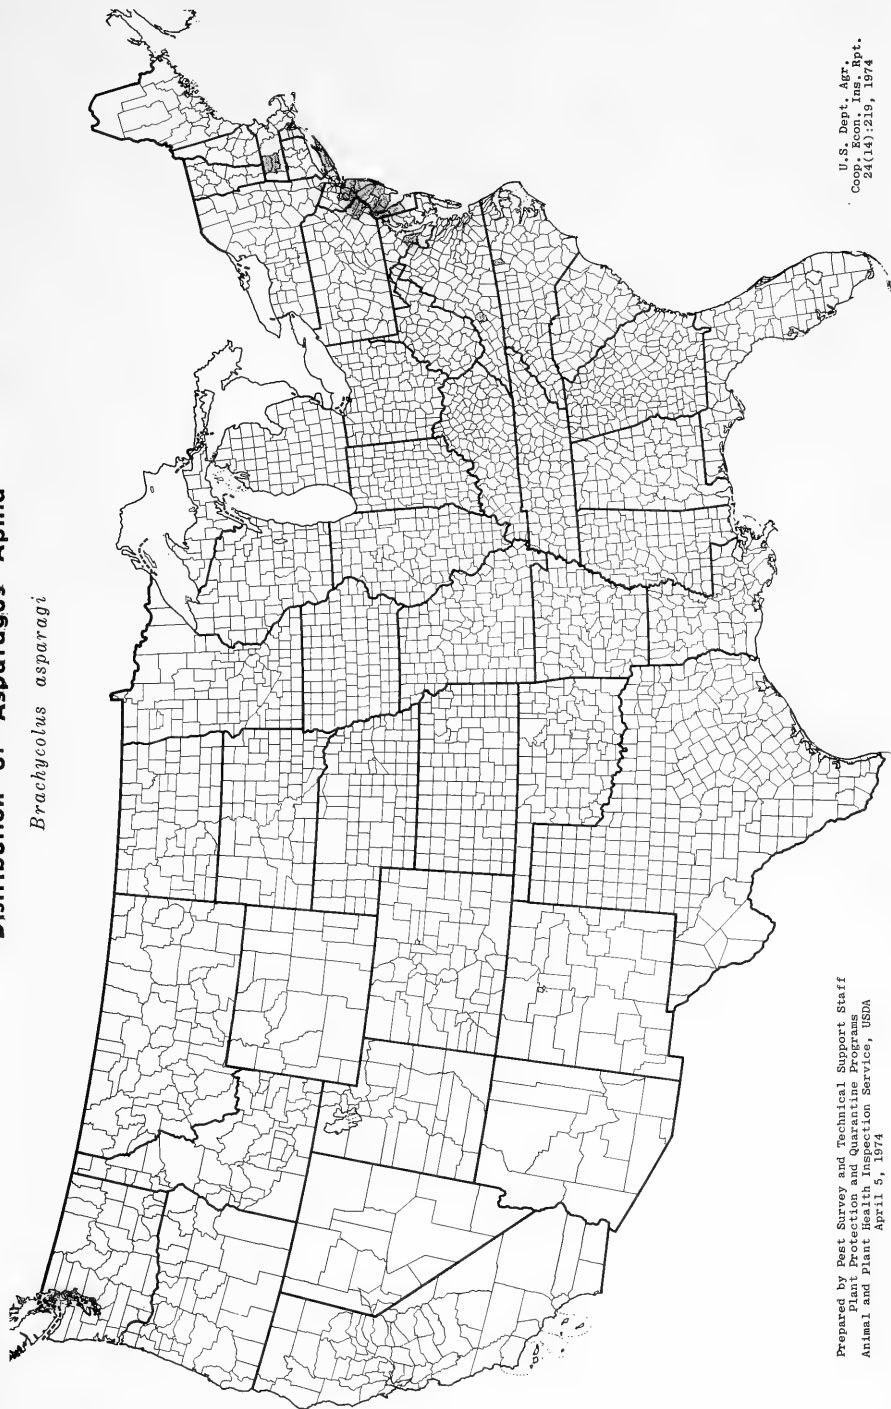 Distribution of Asparagus Aphid
Brachycolus asparagi
U.S. Dept. Agr.
Coop. Econ. Ins. Rpt.
24(14):219, 1974
Prepared by Pest Survey and Technical Support Staff
Plant Protection and Quarantine Programs
Animal and Plant Health Inspection Service, USDA
April 5, 1974